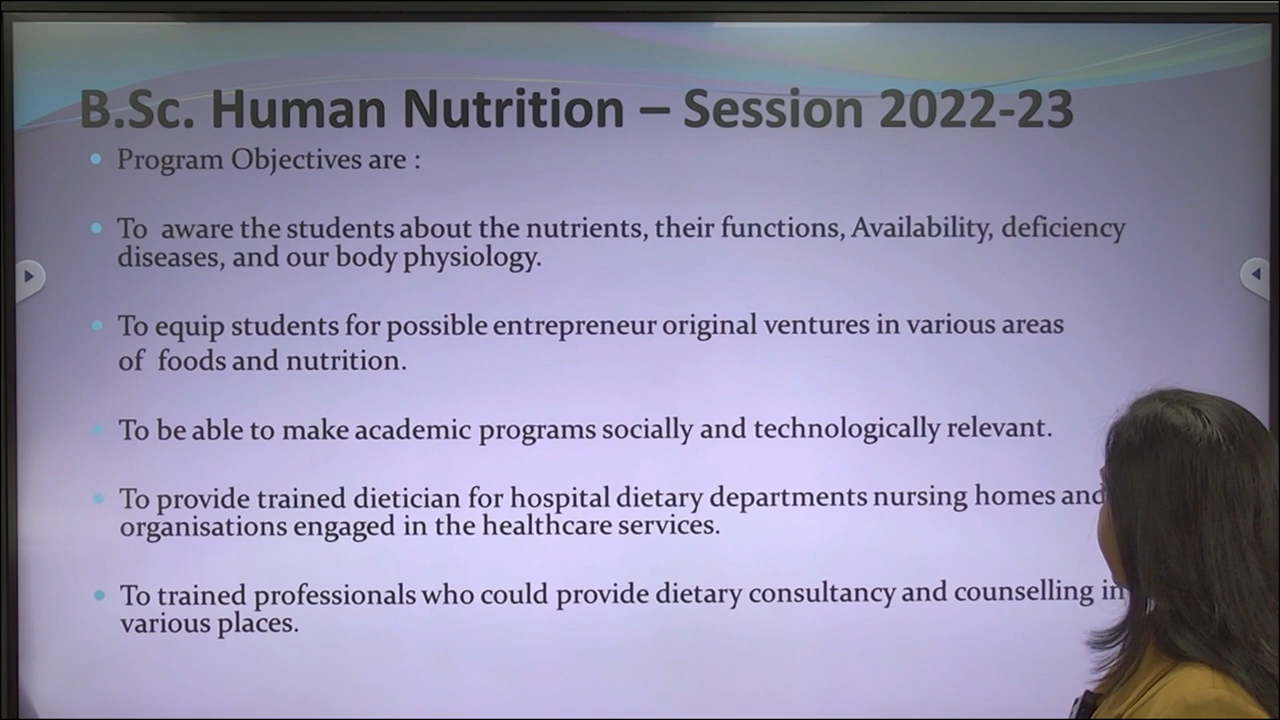 B.Sc. Human Nutrition – Session 2022-23
Program Objectives are :
To aware the students about the nutrients, their functions, Availability, deficiency
diseases, and our body physiology.
To equip students for possible entrepreneur original ventures in various areas
of foods and nutrition.
To be able to make academic programs socially and technologically relevant.
To provide trained dietician for hospital dietary departments nursing homes and
organisations engaged in the healthcare services.
To trained professionals who could provide dietary consultancy and counselling in
various places.